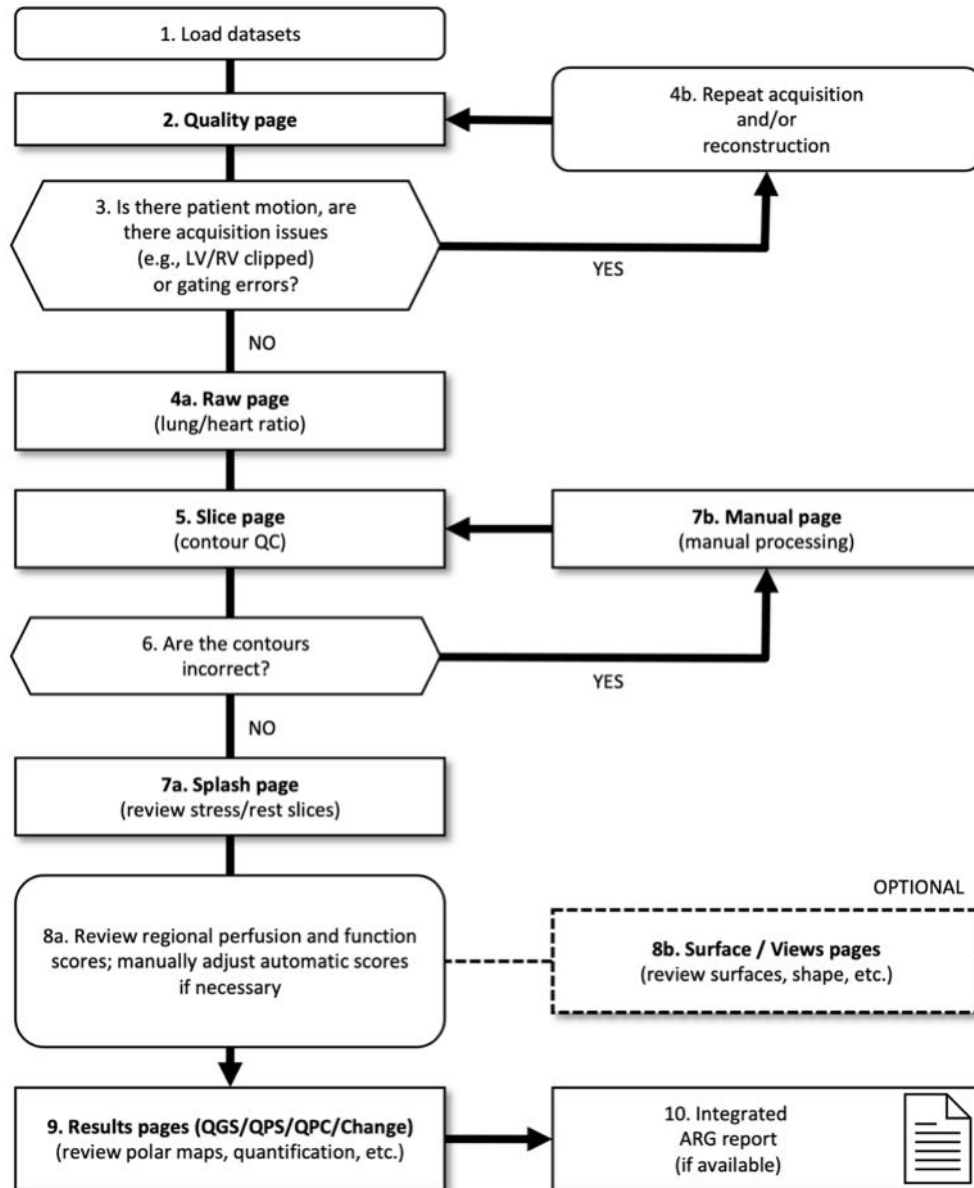 1. Load datasets
2. Quality page
4b. Repeat acquisition
and/or
reconstruction
3. Is there patient motion, are
there acquisition issues
(e.g., LV/RV clipped)
or gating errors?
YES
NO
4a. Raw page
(lung/heart ratio)
5. Slice page
(contour QC)
7b. Manual page
(manual processing)
6. Are the contours
incorrect?
YES
NO
7a. Splash page
(review stress/rest slices)
OPTIONAL
8a. Review regional perfusion and function
scores; manually adjust automatic scores
if necessary
8b. Surface / Views pages
(review surfaces, shape, etc.)
9. Results pages (QGS/QPS/QPC/Change)
(review polar maps, quantification, etc.)
10. Integrated
ARG report
(if available)